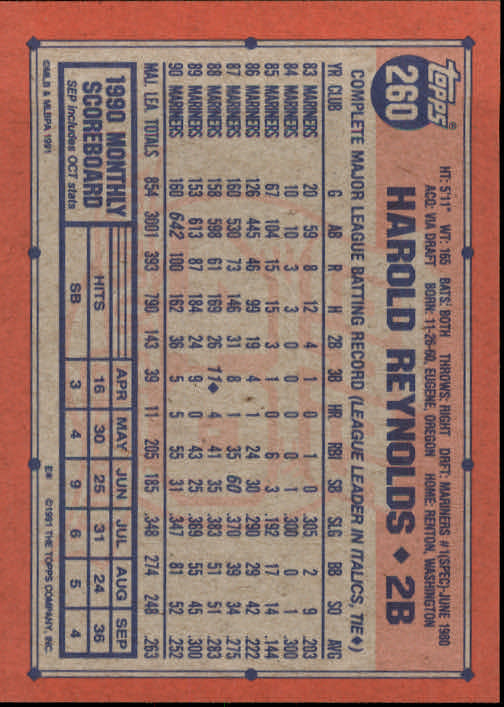 TOPPS®
260
HT: 5'11" WT: 165 BATS: BOTH THROWS: RIGHT DRFT: MARINERS #1(SPEC)-JUNE 1980
ACQ: VIA DRAFT BORN: 11-26-60, EUGENE, OREGON HOME: RENTON, WASHINGTON
HAROLD REYNOLDS ◆ 2B
COMPLETE MAJOR LEAGUE BATTING RECORD (LEAGUE LEADER IN ITALICS, TIE◆)
YR CLUB G AB R H 2B 3B HR RBI SB SLG BB SO AVG
83 MARINERS 20 59 8 12 4 1 0 1 0 .305 2 9 .203
84 MARINERS 10 10 3 3 0 0 0 0 1 .300 0 1 .300
85 MARINERS 67 104 15 15 3 1 0 6 3 .192 17 14 .144
86 MARINERS 126 445 46 99 19 4 1 24 30 .290 29 42 .222
87 MARINERS 160 530 73 146 31 8 1 35 60 .370 39 34 .275
88 MARINERS 158 598 61 169 26 11◆ 4 41 35 .383 51 51 .283
89 MARINERS 153 613 87 184 24 9 0 43 25 .369 55 45 .300
90 MARINERS 160 642 100 162 36 5 5 55 31 .347 81 52 .252
MAJ. LEA. TOTALS 854 3001 393 790 143 39 11 205 185 .348 274 248 .263
1990 MONTHLY
SCOREBOARD
SEP includes OCT stats
APR MAY JUN JUL AUG SEP
HITS 16 30 25 31 24 36
SB 3 4 9 6 5 4
©MLB & MLBPA 1991
E* ©1991 THE TOPPS COMPANY, INC.